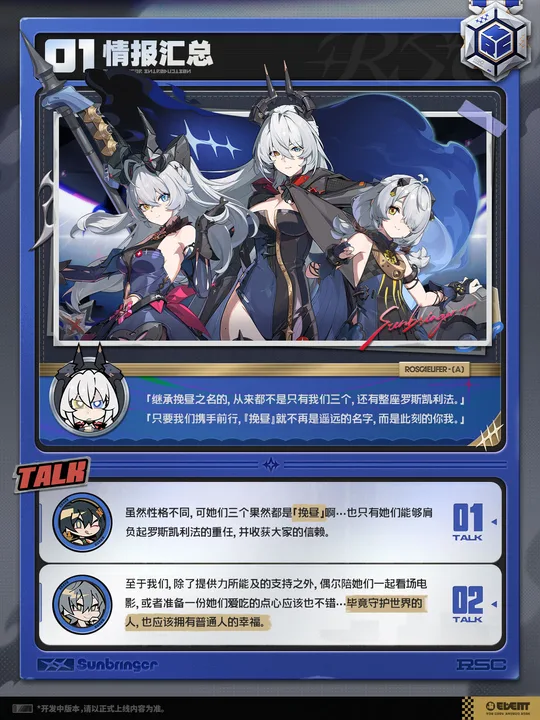 01 情报汇总
Sunbringer
ROSGIELIFER-(A)
「继承挽昼之名的, 从来都不是只有我们三个, 还有整座罗斯凯利法。」
「只要我们携手前行,『挽昼』就不再是遥远的名字, 而是此刻的你我。」
TALK
虽然性格不同, 可她们三个果然都是「挽昼」啊…也只有她们能够肩
负起罗斯凯利法的重任, 并收获大家的信赖。
01
TALK
至于我们, 除了提供力所能及的支持之外, 偶尔陪她们一起看场电
影, 或者准备一份她们爱吃的点心应该也不错…毕竟守护世界的
人, 也应该拥有普通人的幸福。
02
TALK
Sunbringer
RSC
*开发中版本,请以正式上线内容为准。
EVENT